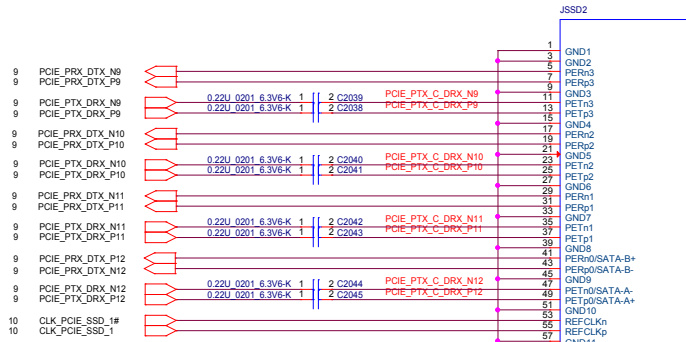 JSSD2
1
GND1
3
GND2
9 PCIE_PRX_DTX_N9 5 PERn3
9 PCIE_PRX_DTX_P9 7 PERp3
9
GND3
9 PCIE_PTX_DRX_N9 0.22U_0201_6.3V6-K 1 2 C2039 PCIE_PTX_C_DRX_N9 11 PETn3
9 PCIE_PTX_DRX_P9 0.22U_0201_6.3V6-K 1 2 C2038 PCIE_PTX_C_DRX_P9 13 PETp3
15
GND4
9 PCIE_PRX_DTX_N10 17 PERn2
9 PCIE_PRX_DTX_P10 19 PERp2
21
GND5
9 PCIE_PTX_DRX_N10 0.22U_0201_6.3V6-K 1 2 C2040 PCIE_PTX_C_DRX_N10 23 PETn2
9 PCIE_PTX_DRX_P10 0.22U_0201_6.3V6-K 1 2 C2041 PCIE_PTX_C_DRX_P10 25 PETp2
27
GND6
9 PCIE_PRX_DTX_N11 29 PERn1
9 PCIE_PRX_DTX_P11 31 PERp1
33
GND7
9 PCIE_PTX_DRX_N11 0.22U_0201_6.3V6-K 1 2 C2042 PCIE_PTX_C_DRX_N11 35 PETn1
9 PCIE_PTX_DRX_P11 0.22U_0201_6.3V6-K 1 2 C2043 PCIE_PTX_C_DRX_P11 37 PETp1
39
GND8
9 PCIE_PRX_DTX_P12 41 PERn0/SATA-B+
9 PCIE_PRX_DTX_N12 43 PERp0/SATA-B-
45
GND9
9 PCIE_PTX_DRX_N12 0.22U_0201_6.3V6-K 1 2 C2044 PCIE_PTX_C_DRX_N12 47 PETn0/SATA-A-
9 PCIE_PTX_DRX_P12 0.22U_0201_6.3V6-K 1 2 C2045 PCIE_PTX_C_DRX_P12 49 PETp0/SATA-A+
51
GND10
10 CLK_PCIE_SSD_1# 53 REFCLKn
10 CLK_PCIE_SSD_1 55 REFCLKp
57
GND11